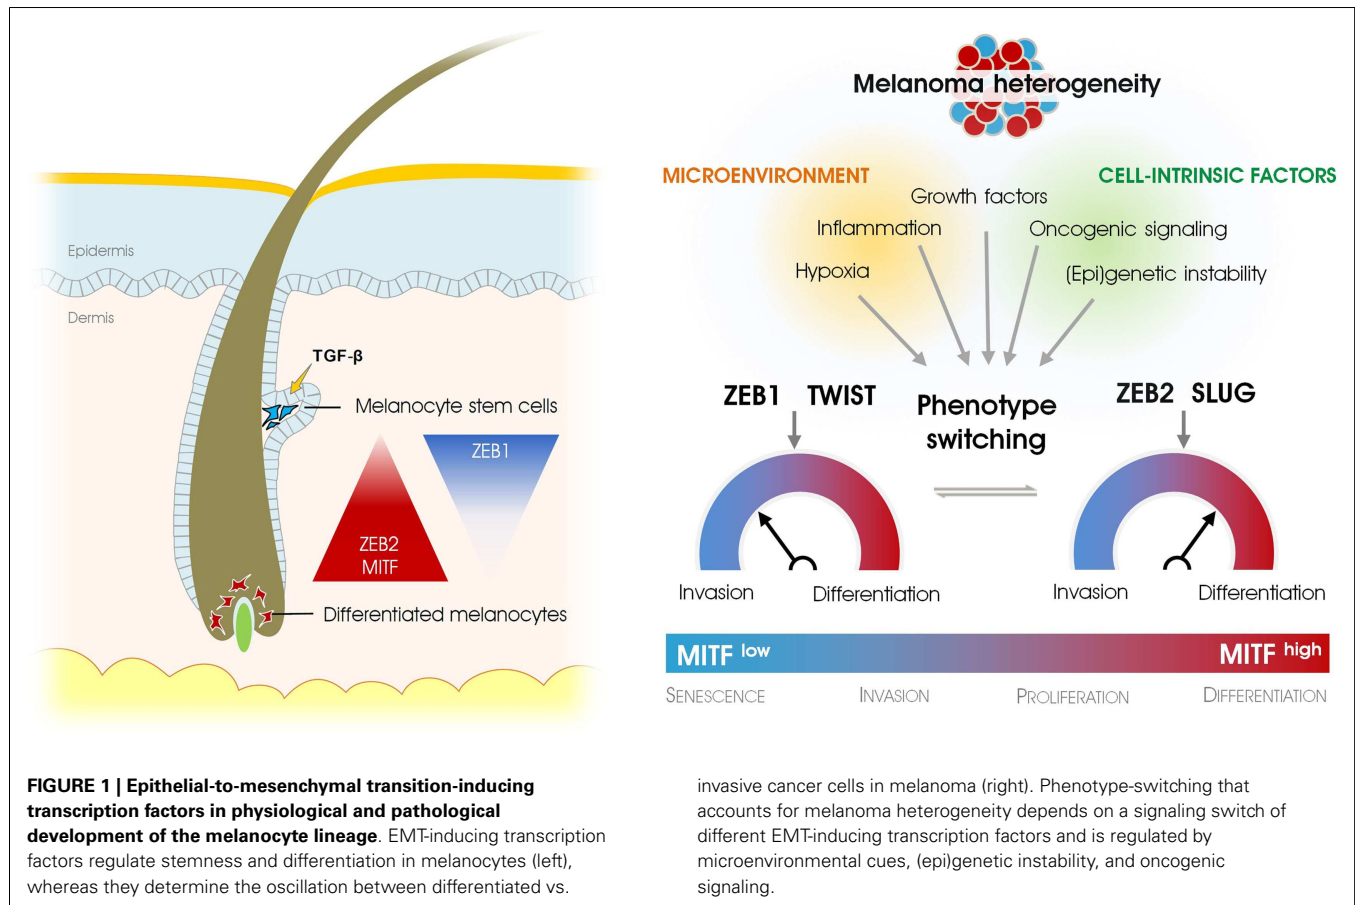 Epidermis
Dermis
TGF-β
Melanocyte stem cells
ZEB1
ZEB2
MITF
Differentiated melanocytes
Melanoma heterogeneity
MICROENVIRONMENT
CELL-INTRINSIC FACTORS
Growth factors
Inflammation
Oncogenic signaling
Hypoxia
(Epi)genetic instability
ZEB1 TWIST
Phenotype
switching
ZEB2 SLUG
Invasion
Differentiation
Invasion
Differentiation
MITF low
MITF high
SENESCENCE
INVASION
PROLIFERATION
DIFFERENTIATION
FIGURE 1 | Epithelial-to-mesenchymal transition-inducing
transcription factors in physiological and pathological
development of the melanocyte lineage. EMT-inducing transcription
factors regulate stemness and differentiation in melanocytes (left),
whereas they determine the oscillation between differentiated vs.
invasive cancer cells in melanoma (right). Phenotype-switching that
accounts for melanoma heterogeneity depends on a signaling switch of
different EMT-inducing transcription factors and is regulated by
microenvironmental cues, (epi)genetic instability, and oncogenic
signaling.